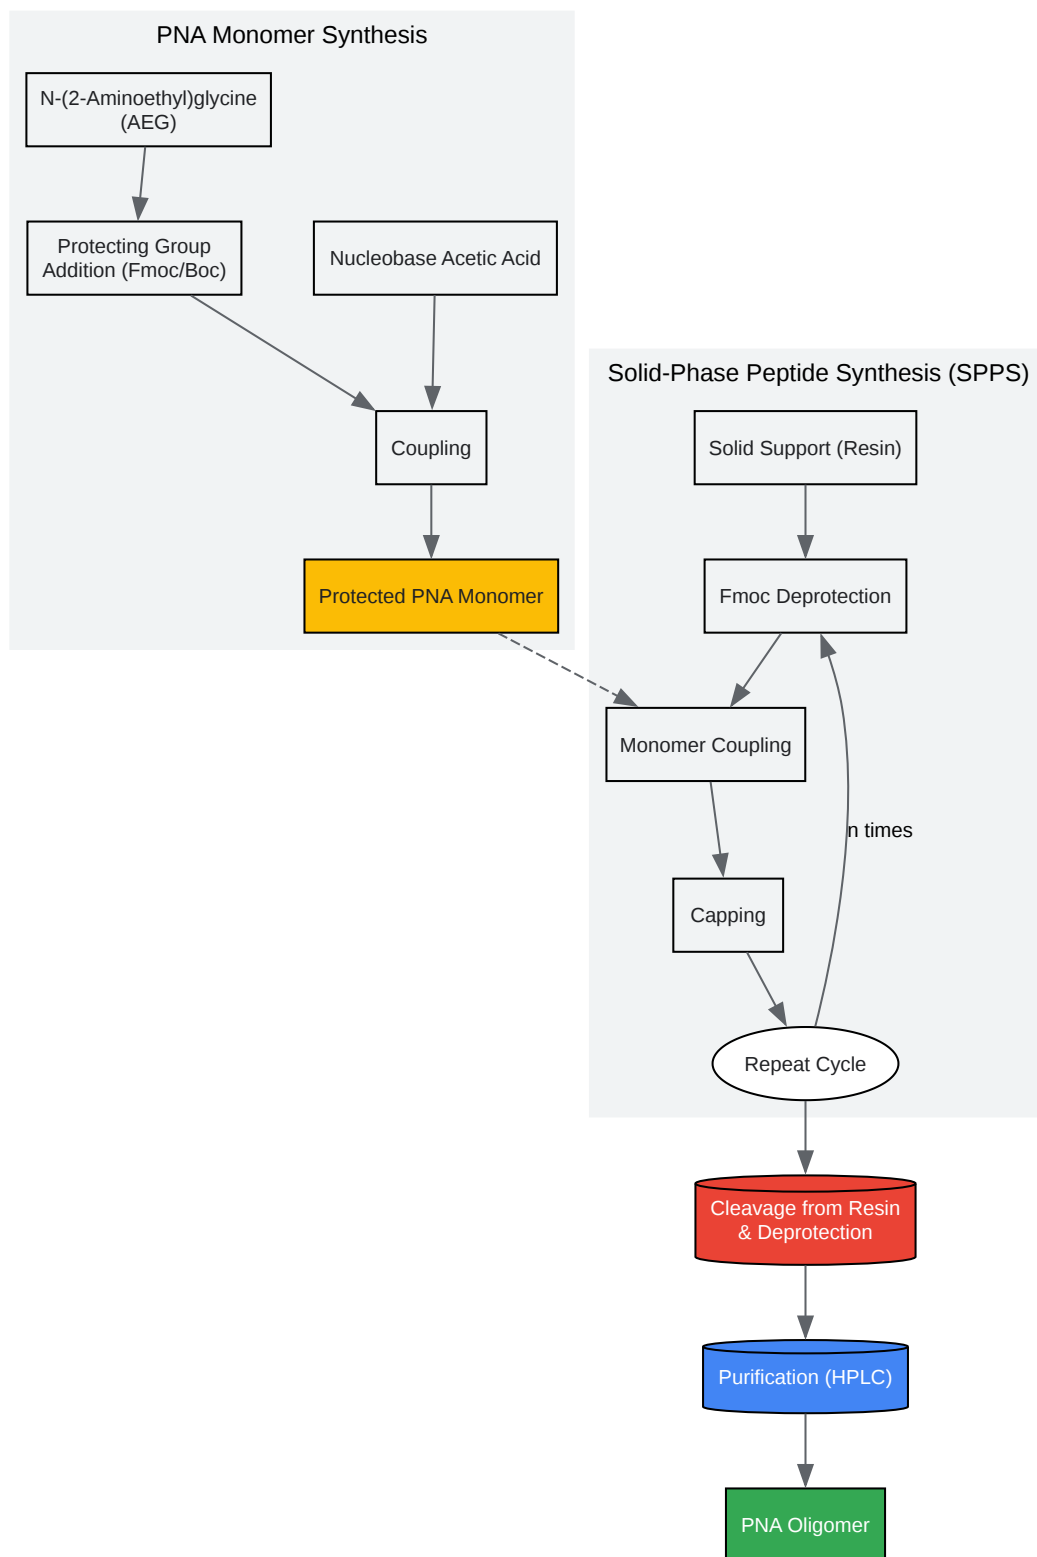 PNA Monomer Synthesis
N-(2-Aminoethyl)glycine
(AEG)
Protecting Group
Addition (Fmoc/Boc)
Nucleobase Acetic Acid
Coupling
Protected PNA Monomer
Solid-Phase Peptide Synthesis (SPPS)
Solid Support (Resin)
Fmoc Deprotection
Monomer Coupling
n times
Capping
Repeat Cycle
Cleavage from Resin
& Deprotection
Purification (HPLC)
PNA Oligomer